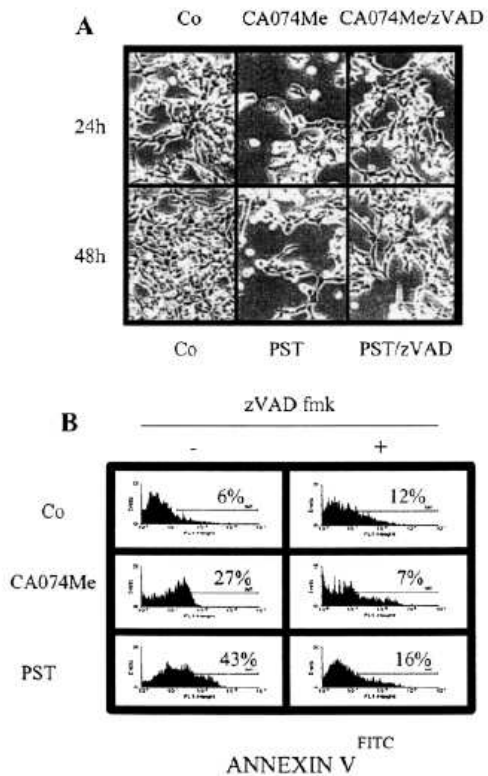 A
Co CA074Me CA074Me/zVAD
24h
48h
Co PST PST/zVAD
B
zVAD fmk
- +
Co 6% 12%
CA074Me 27% 7%
PST 43% 16%
FITC
ANNEXIN V